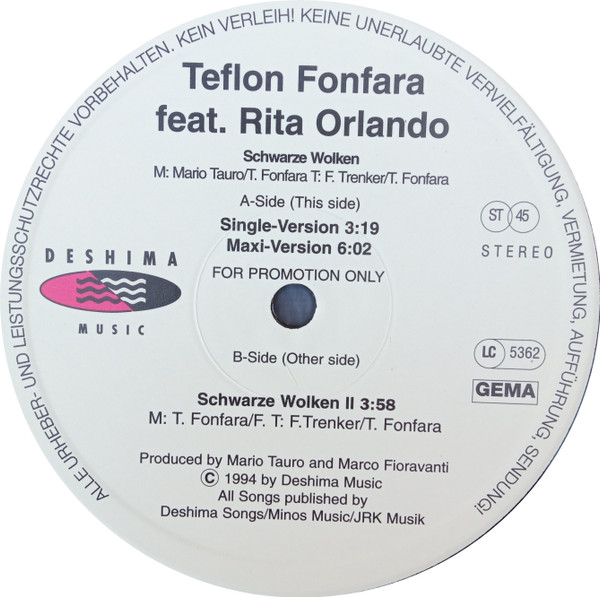 ALLE URHEBER- UND LEISTUNGSSCHUTZRECHTE VORBEHALTEN. KEIN VERLEIH! KEINE UNERLAUBTE VERVIELFÄLTIGUNG, VERMIETUNG, AUFFÜHRUNG, SENDUNG!
Teflon Fonfara
feat. Rita Orlando
Schwarze Wolken
M: Mario Tauro/T. Fonfara T: F. Trenker/T. Fonfara
A-Side (This side)
Single-Version 3:19
Maxi-Version 6:02
FOR PROMOTION ONLY
ST 45
STEREO
DESHIMA
MUSIC
B-Side (Other side)
LC 5362
GEMA
Schwarze Wolken II 3:58
M: T. Fonfara/F. T: F.Trenker/T. Fonfara
Produced by Mario Tauro and Marco Fioravanti
© 1994 by Deshima Music
All Songs published by
Deshima Songs/Minos Music/JRK Musik